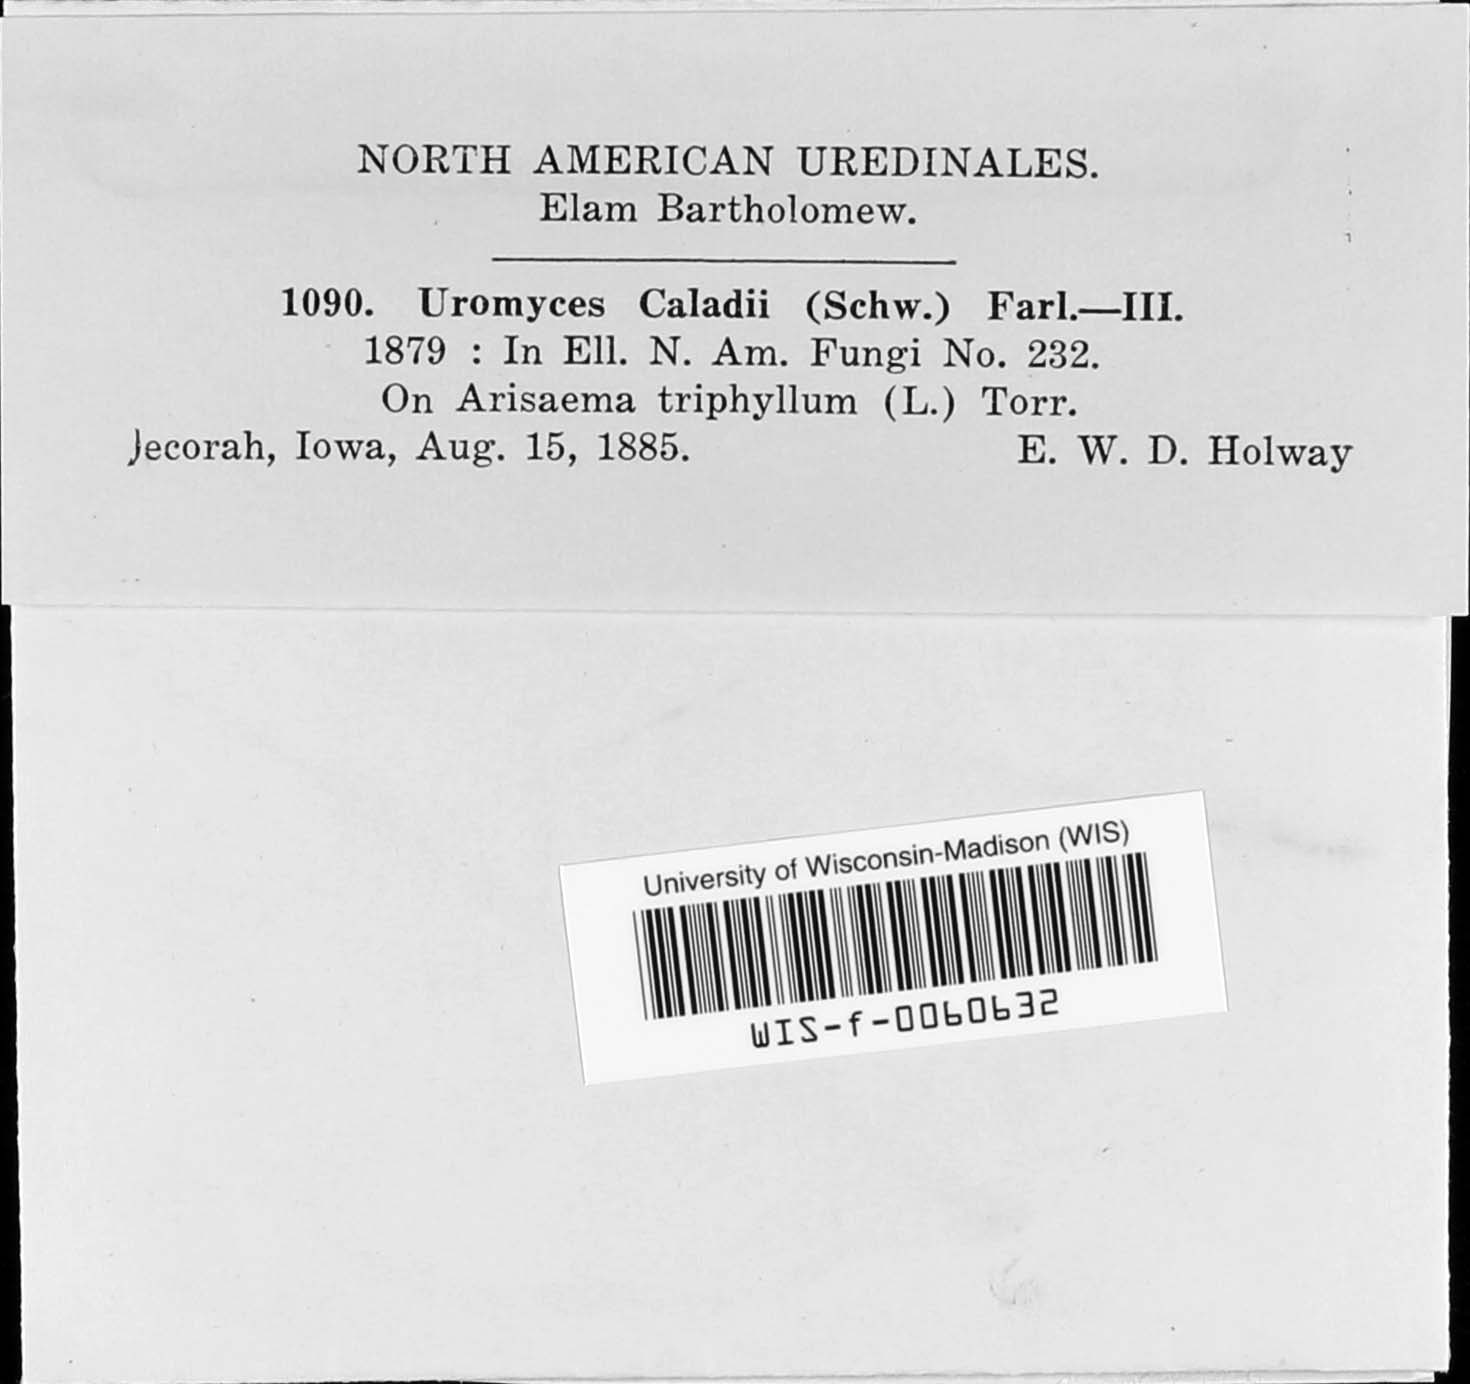 NORTH AMERICAN UREDINALES.
Elam Bartholomew.
1090. Uromyces Caladii (Schw.) Farl.—III.
1879 : In Ell. N. Am. Fungi No. 232.
On Arisaema triphyllum (L.) Torr.
Decorah, Iowa, Aug. 15, 1885. E. W. D. Holway
University of Wisconsin-Madison (WIS)
WIS-f-0060632